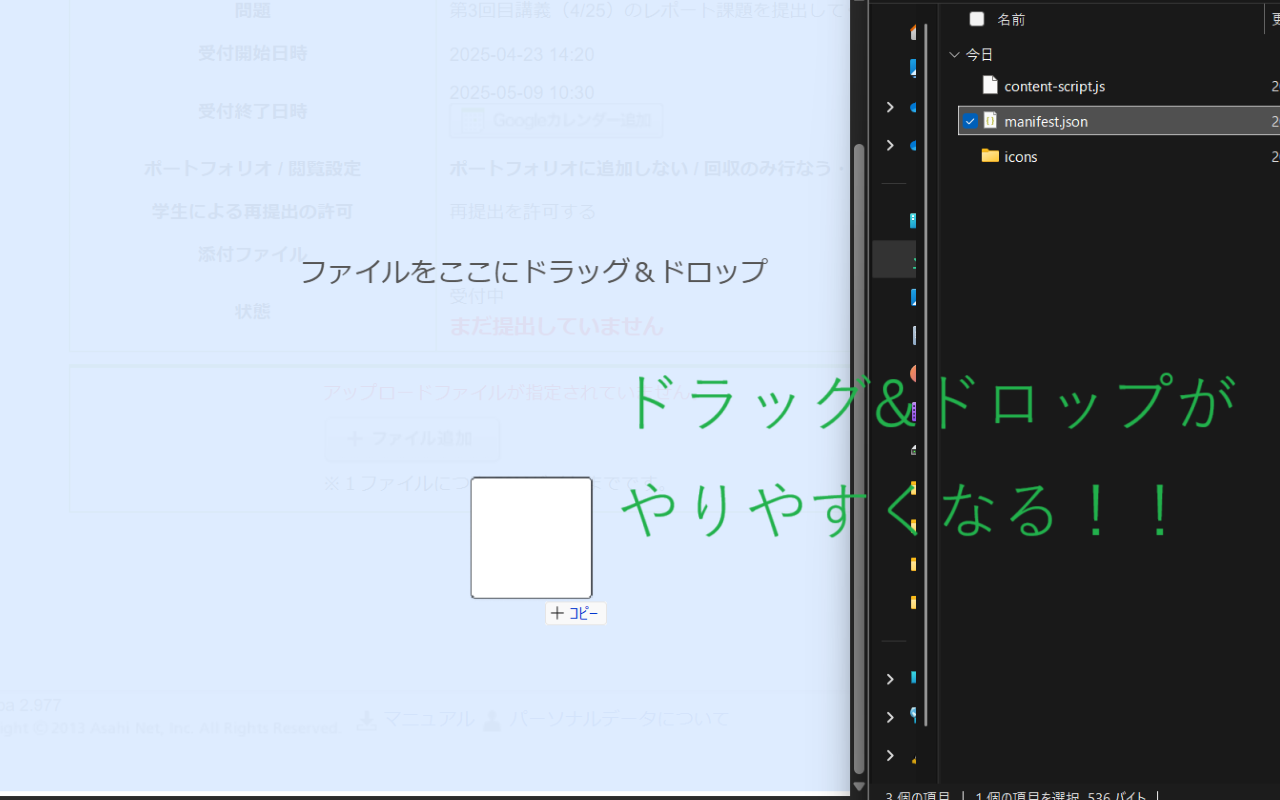 問題
第3回目講義（4/25）のレポート課題を提出して
受付開始日時
2025-04-23 14:20
受付終了日時
2025-05-09 10:30
Googleカレンダー追加
ポートフォリオ / 閲覧設定
ポートフォリオに追加しない / 回収のみ行なう・
学生による再提出の許可
再提出を許可する
添付ファイル
ファイルをここにドラッグ＆ドロップ
状態
受付中
まだ提出していません
アップロードファイルが指定されていません
＋ ファイル追加
※１ファイルにつ
までです。
ドラッグ&ドロップが
やりやすくなる！！
＋ コピー
2.977
© 2013 Asahi Net, Inc. All Rights Reserved.
マニュアル
パーソナルデータについて
名前
更
今日
content-script.js
2
manifest.json
2
icons
2
3 個の項目
1 個の項目を選択 536 バイト